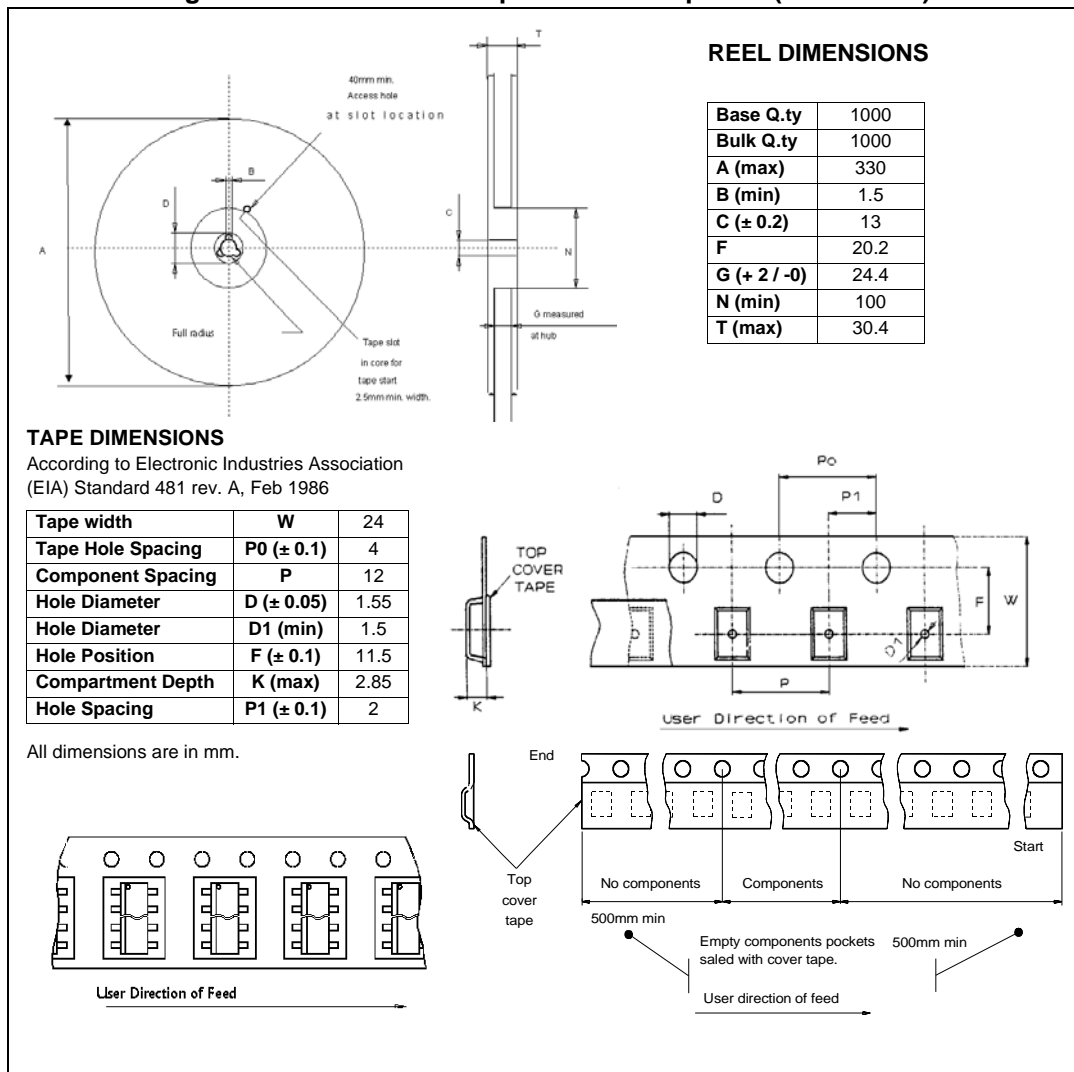 REEL DIMENSIONS
T
40mm min.
Access hole
at slot location
B
D
A
C
N
Full radius
Tape slot
in core for
tape start
2.5mm min. width.
G measured
at hub
Base Q.ty 1000
Bulk Q.ty 1000
A (max) 330
B (min) 1.5
C (± 0.2) 13
F 20.2
G (+ 2 / -0) 24.4
N (min) 100
T (max) 30.4
TAPE DIMENSIONS
According to Electronic Industries Association
(EIA) Standard 481 rev. A, Feb 1986
Tape width W 24
Tape Hole Spacing P0 (± 0.1) 4
Component Spacing P 12
Hole Diameter D (± 0.05) 1.55
Hole Diameter D1 (min) 1.5
Hole Position F (± 0.1) 11.5
Compartment Depth K (max) 2.85
Hole Spacing P1 (± 0.1) 2
All dimensions are in mm.
TOP
COVER
TAPE
K
Po
D
P1
F
W
D1
P
User Direction of Feed
End
Start
Top
cover
tape
No components
Components
No components
500mm min
Empty components pockets
saled with cover tape.
500mm min
User direction of feed
User Direction of Feed